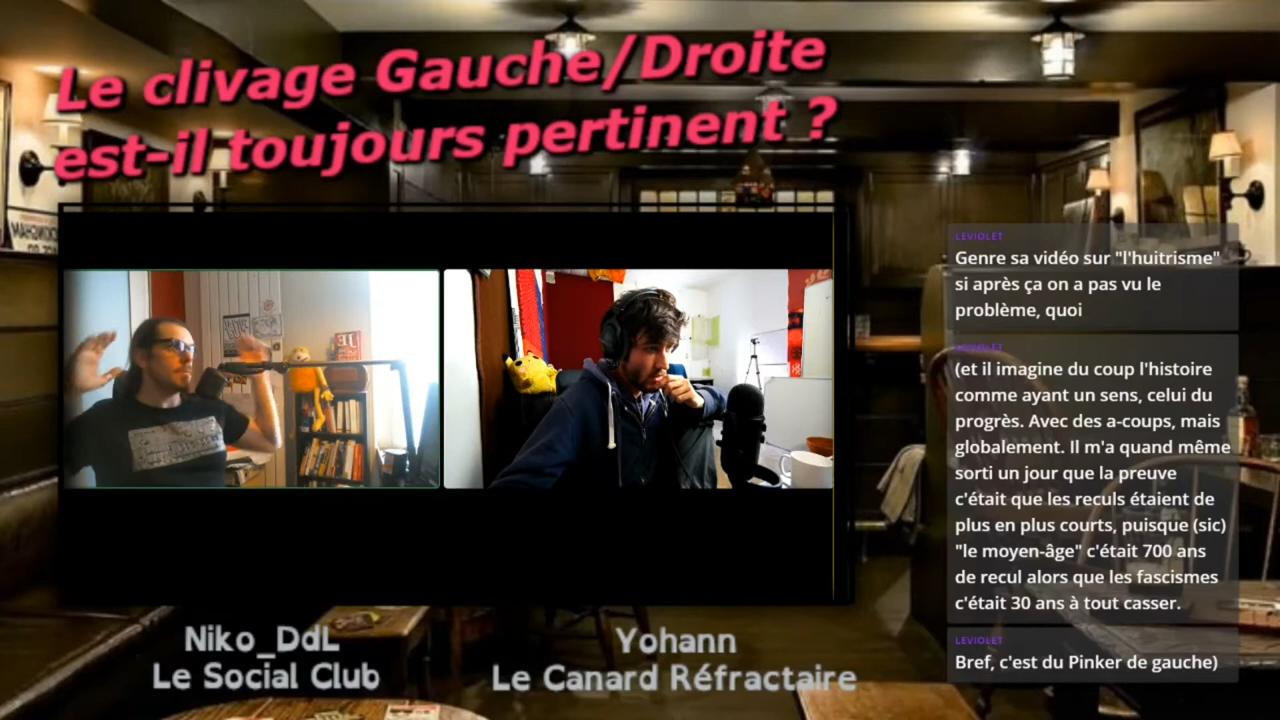 Le clivage Gauche/Droite
est-il toujours pertinent ?
LEVIOLET
Genre sa vidéo sur "l'huitrisme"
si après ça on a pas vu le
problème, quoi
LEVIOLET
(et il imagine du coup l'histoire
comme ayant un sens, celui du
progrès. Avec des a-coups, mais
globalement. Il m'a quand même
sorti un jour que la preuve
c'était que les reculs étaient de
plus en plus courts, puisque (sic)
"le moyen-âge" c'était 700 ans
de recul alors que les fascismes
c'était 30 ans à tout casser.
LEVIOLET
Bref, c'est du Pinker de gauche)
Niko_DdL
Le Social Club
Yohann
Le Canard Réfractaire